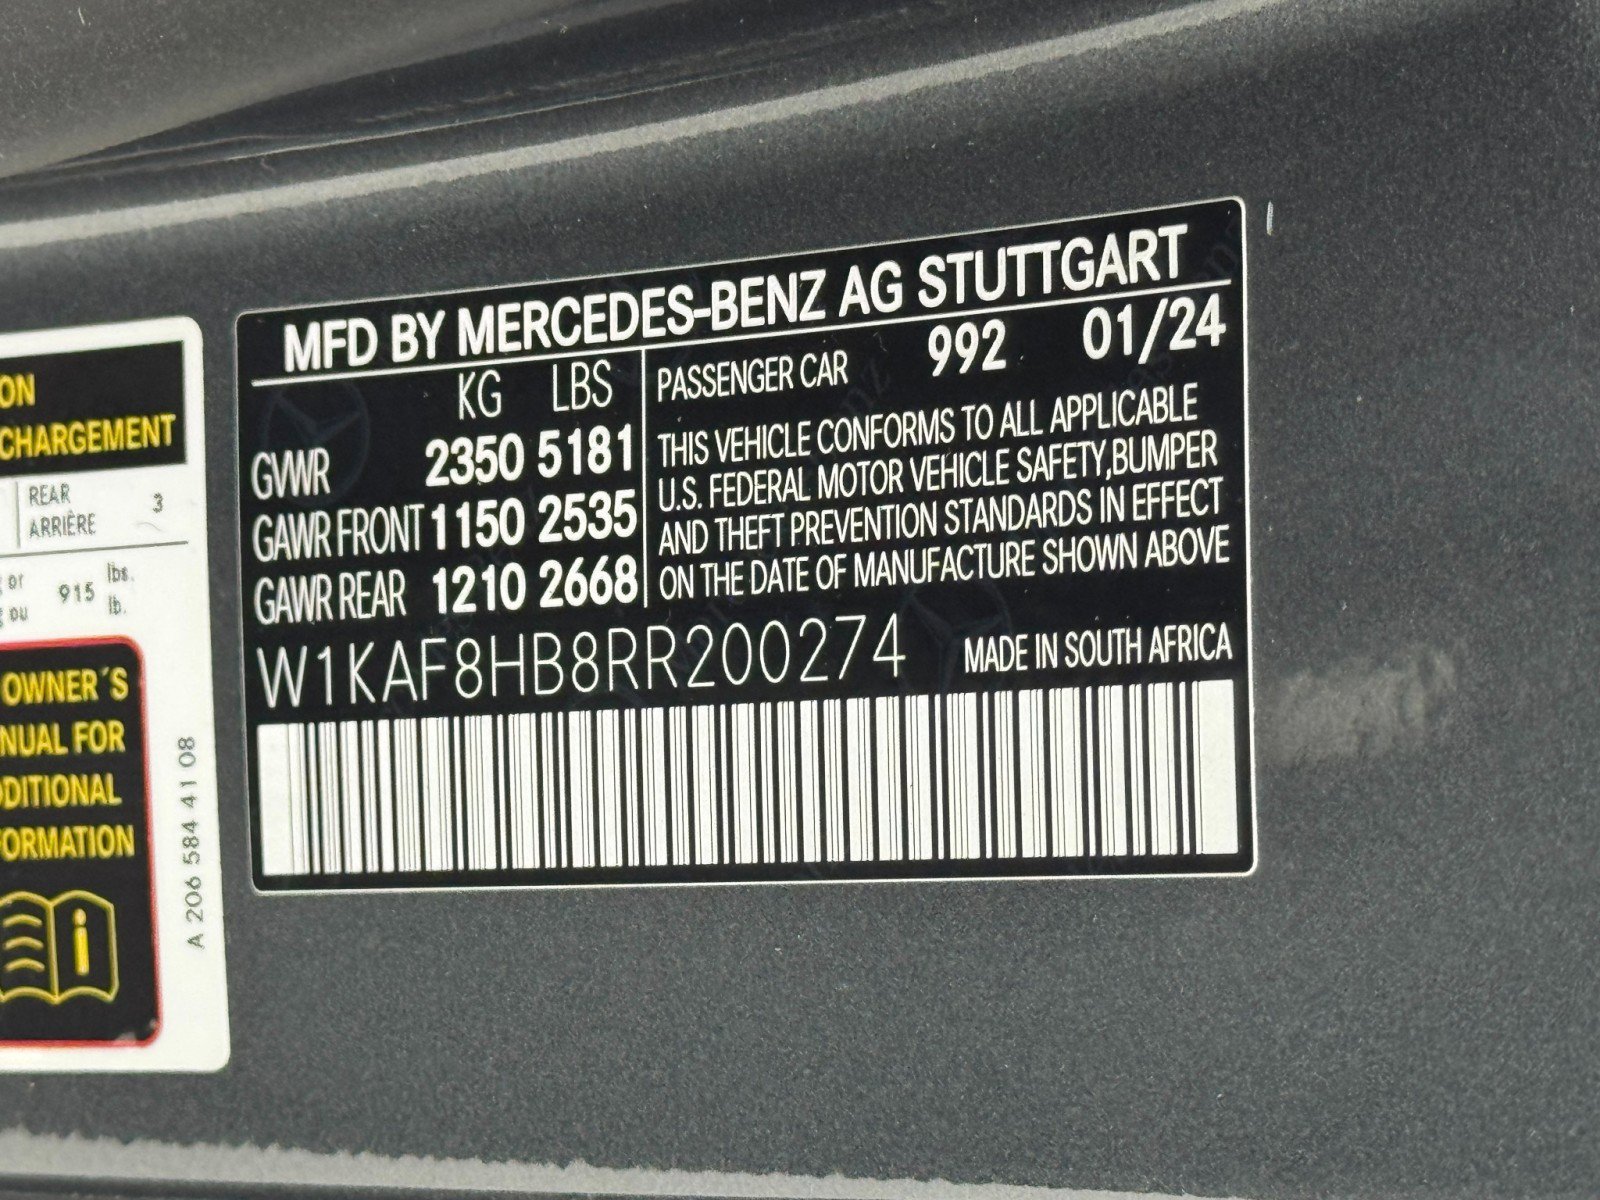 ON
CHARGEMENT
REAR 3
ARRIÈRE
or 915 lbs.
ou lb.
OWNER´S
NUAL FOR
DITIONAL
FORMATION
A 206 584 41 08
MFD BY MERCEDES-BENZ AG STUTTGART
KG LBS
GVWR 2350 5181
GAWR FRONT 1150 2535
GAWR REAR 1210 2668
PASSENGER CAR 992 01/24
THIS VEHICLE CONFORMS TO ALL APPLICABLE
U.S. FEDERAL MOTOR VEHICLE SAFETY,BUMPER
AND THEFT PREVENTION STANDARDS IN EFFECT
ON THE DATE OF MANUFACTURE SHOWN ABOVE
W1KAF8HB8RR200274 MADE IN SOUTH AFRICA